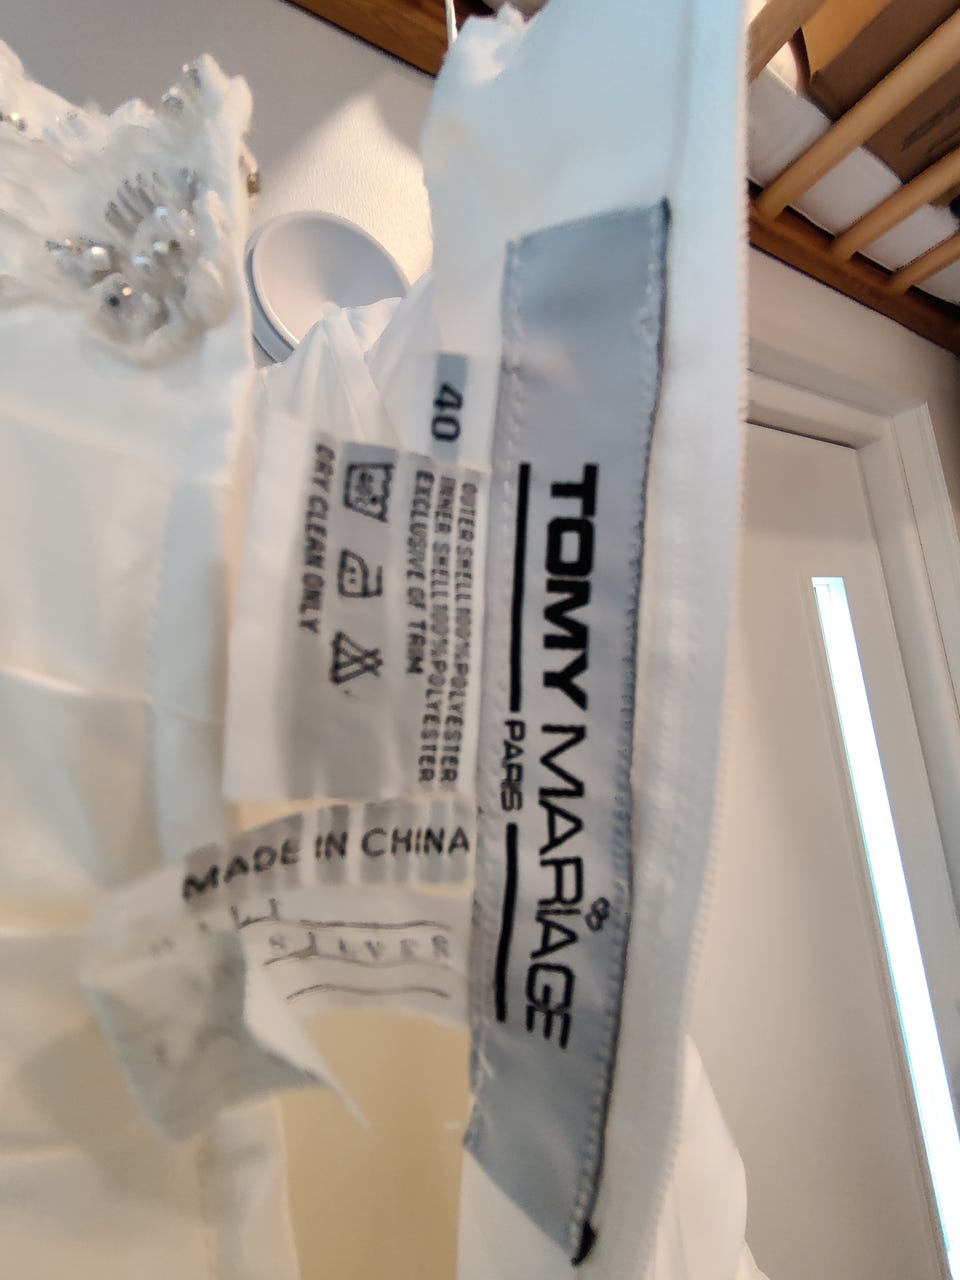 TOMY MARIAGE
PARIS
40
OUTER SHELL 100%POLYESTER
INNER SHELL 100%POLYESTER
EXCLUSIVE OF TRIM
DRY CLEAN ONLY
MADE IN CHINA
SILVER